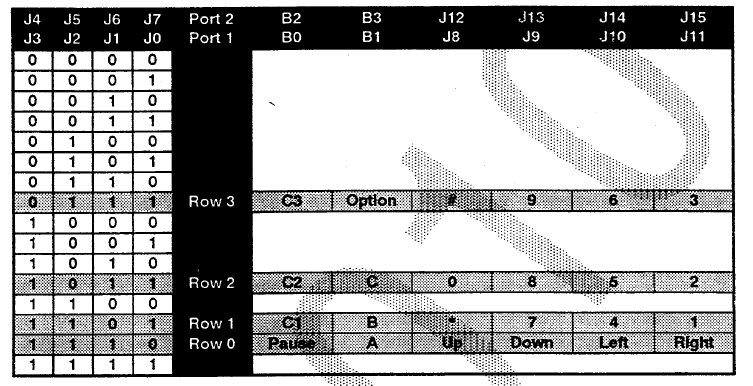 J4 J5 J6 J7 Port 2 B2 B3 J12 J13 J14 J15
J3 J2 J1 J0 Port 1 B0 B1 J8 J9 J10 J11
0 0 0 0
0 0 0 1
0 0 1 0
0 0 1 1
0 1 0 0
0 1 0 1
0 1 1 0
0 1 1 1 Row 3 C3 Option # 9 6 3
1 0 0 0
1 0 0 1
1 0 1 0
1 0 1 1 Row 2 C2 C 0 8 5 2
1 1 0 0
1 1 0 1 Row 1 C1 B * 7 4 1
1 1 1 0 Row 0 Pause A Up Down Left Right
1 1 1 1